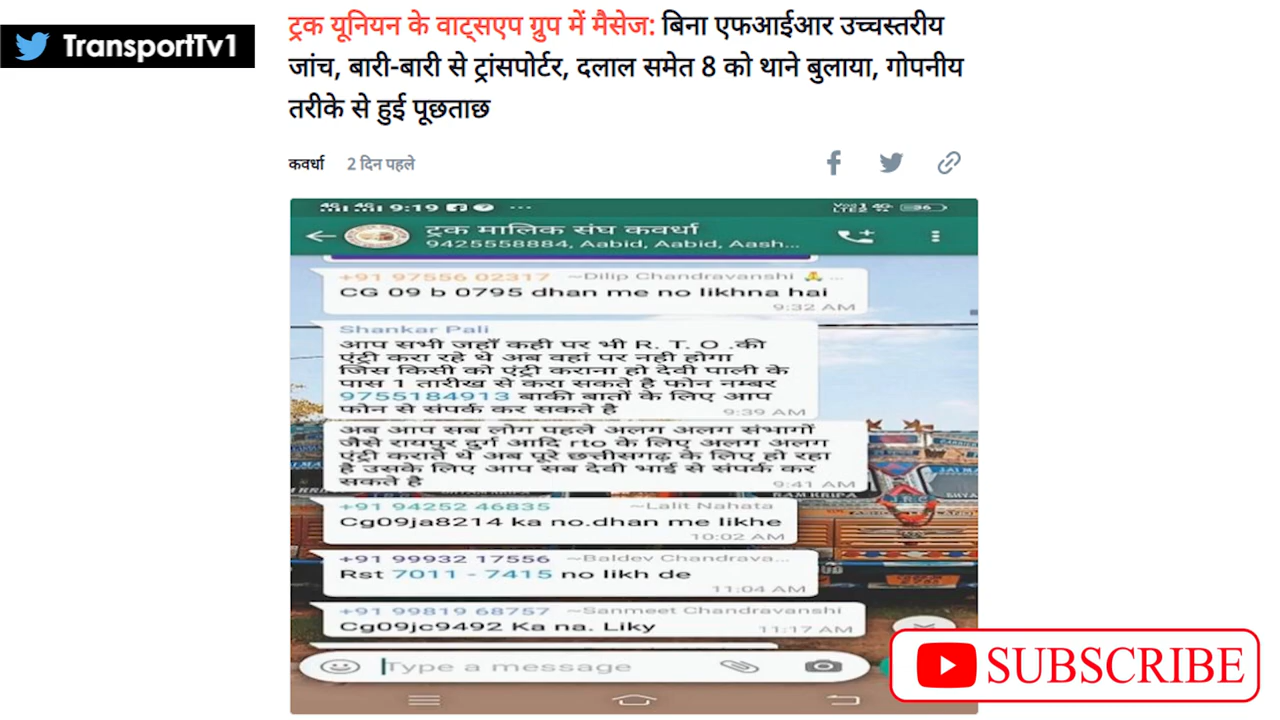 TransportTv1
ट्रक यूनियन के वाट्सएप ग्रुप में मैसेज: बिना एफआईआर उच्चस्तरीय
जांच, बारी-बारी से ट्रांसपोर्टर, दलाल समेत 8 को थाने बुलाया, गोपनीय
तरीके से हुई पूछताछ
कवर्धा 2 दिन पहले
9:19
ट्रक मालिक संघ कवर्धा
9425558884, Aabid, Aabid, Aash...
+91 97556 02317 ~Dilip Chandravanshi 🙏 ...
CG 09 b 0795 dhan me no likhna hai
9:32 AM
Shankar Pali
आप सभी जहाँ कही पर भी R. T. O .की
एंट्री करा रहे थे अब वहां पर नही होगा
जिस किसी को एंट्री कराना हो देवी पाली के
पास 1 तारीख से करा सकते है फोन नम्बर
9755184913 बाकी बातों के लिए आप
फोन से संपर्क कर सकते है 9:39 AM
अब आप सब लोग पहले अलग अलग संभागों
जैसे रायपुर दुर्ग आदि rto के लिए अलग अलग
एंट्री कराते थे अब पूरे छत्तीसगढ़ के लिए हो रहा
है उसके लिए आप सब देवी भाई से संपर्क कर
सकते है 9:41 AM
+91 94252 46835 ~Lalit Nahata
Cg09ja8214 ka no.dhan me likhe
10:02 AM
+91 99932 17556 ~Baldev Chandrava...
Rst 7011 - 7415 no likh de
11:04 AM
+91 99819 68757 ~Sanmeet Chandravanshi
Cg09jc9492 Ka na. Liky 11:17 AM
Type a message
SUBSCRIBE